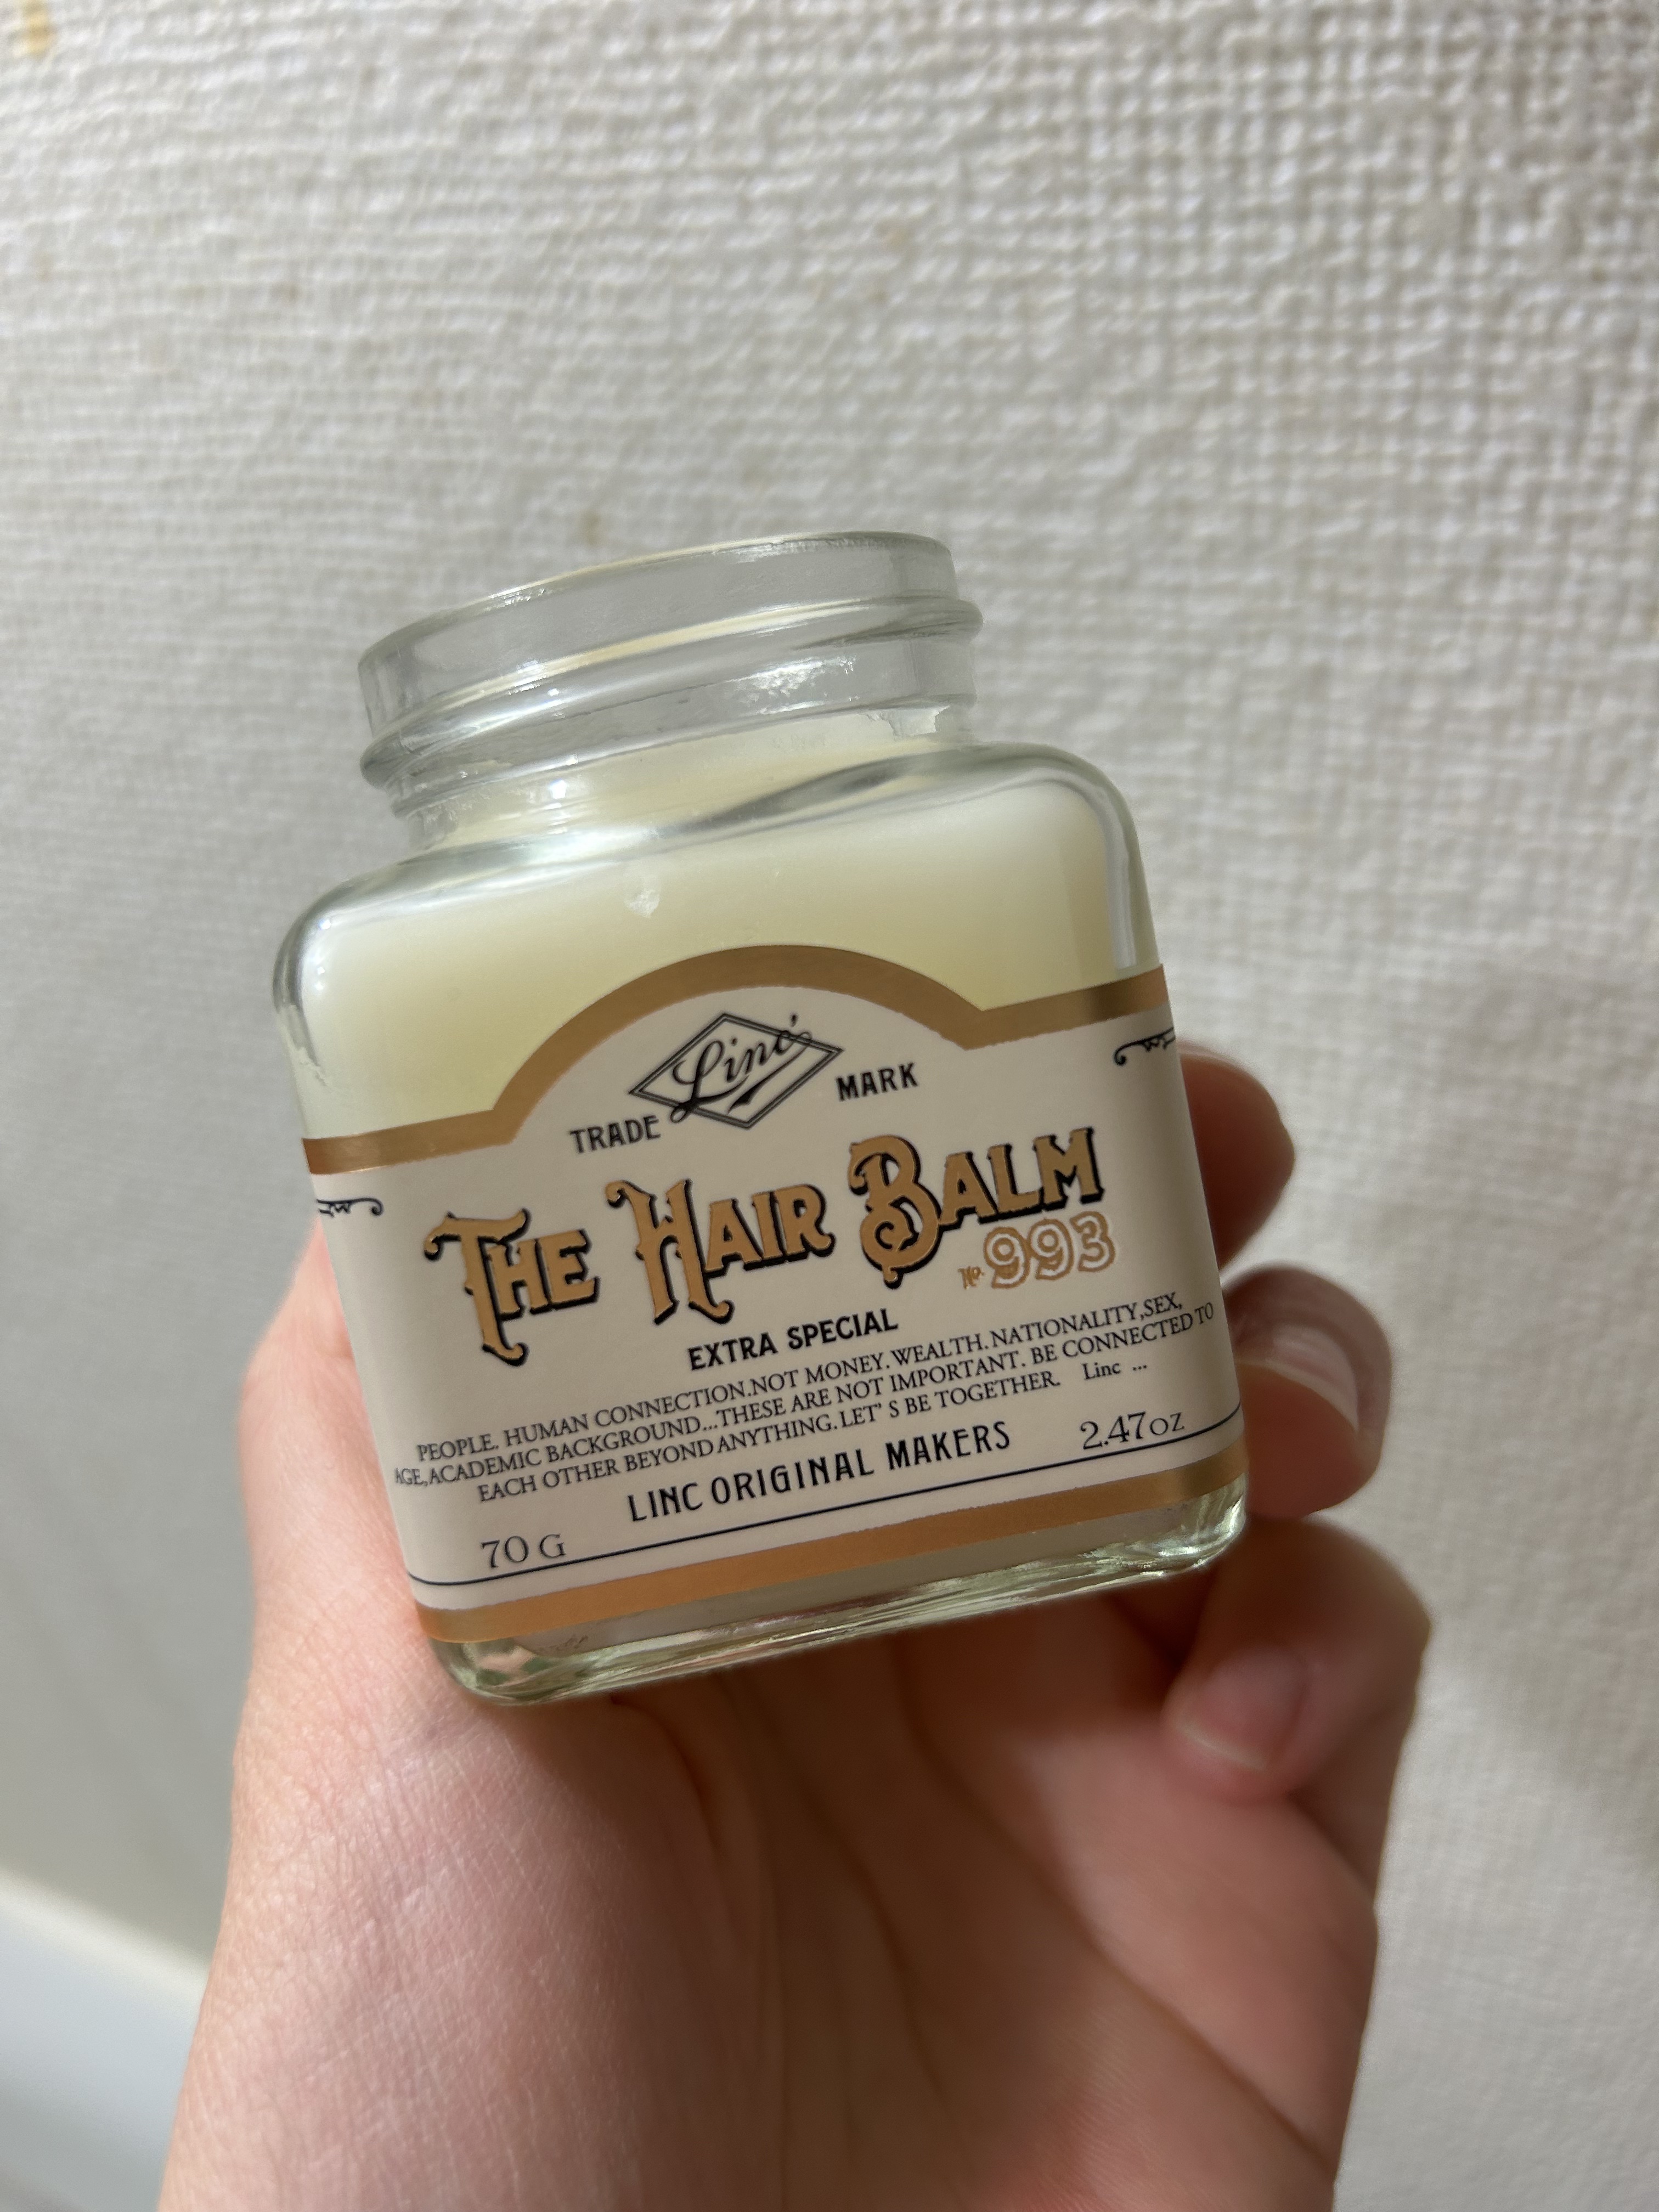 Linc'
TRADE MARK
THE HAIR BALM
No. 993
EXTRA SPECIAL
PEOPLE. HUMAN CONNECTION.NOT MONEY.WEALTH.NATIONALITY,SEX,
AGE,ACADEMIC BACKGROUND...THESE ARE NOT IMPORTANT. BE CONNECTED TO
EACH OTHER BEYOND ANYTHING.LET' S BE TOGETHER. Linc ...
LINC ORIGINAL MAKERS
70 G 2.47OZ